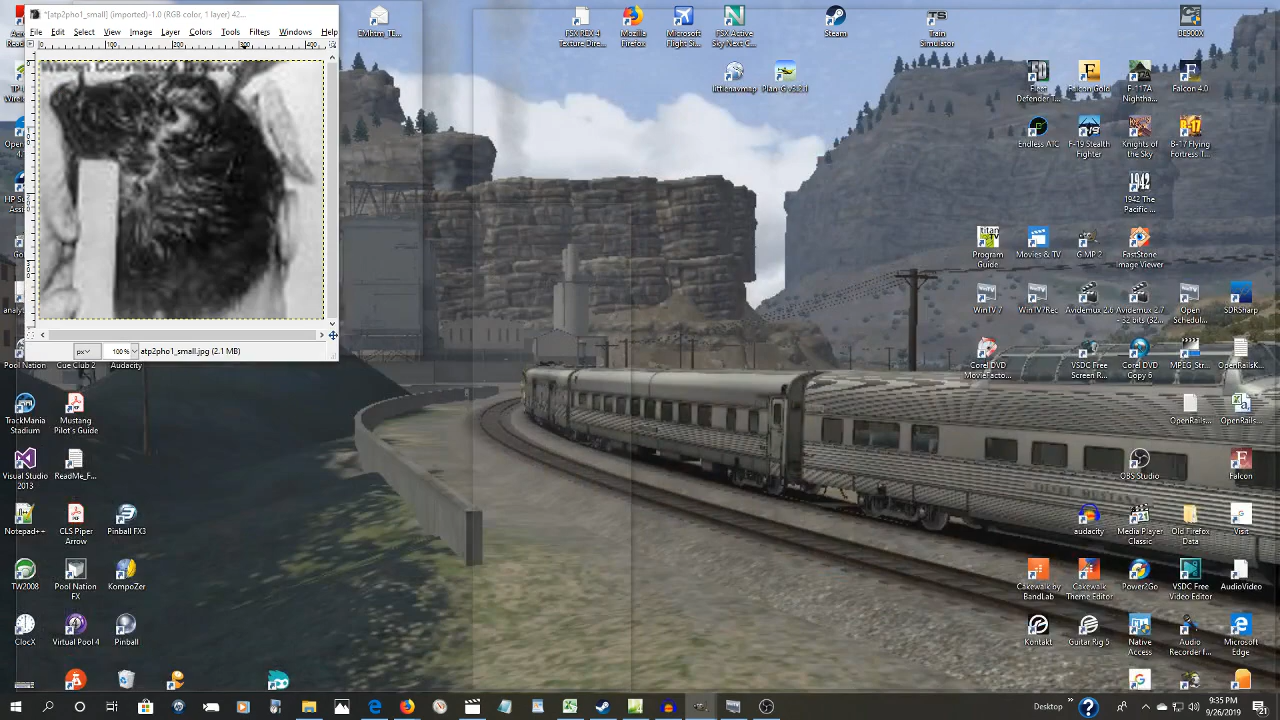 *[atp2pho1_small] (imported)-1.0 (RGB color, 1 layer) 42...
File Edit Select View Image Layer Colors Tools Filters Windows Help
px 100% atp2pho1_small.jpg (2.1 MB)
EMhtm_TE...
FSX REX 4 Texture Dire...
Mozilla Firefox
Microsoft Flight Si...
FSX Active Sky Next C...
Steam
Train Simulator
BE900X
littlenavmap
Fleet Defender 1...
Falcon Gold
F-117A Nightha...
Falcon 4.0
Endless ATC
F-19 Stealth Fighter
Knights of the Sky
B-17 Flying Fortress T...
1942 The Pacific ...
Program Guide
Movies & TV
GIMP 2
FastStone Image Viewer
WinTV 7
WinTV Rec
Avidemux 2.6
Avidemux 2.7 - 32 bits (32...
Open Schedul...
SDRSharp
Corel DVD MovieFacto...
VSDC Free Screen R...
Corel DVD Copy 6
MPEG Str...
OpenRailsK...
OpenRails...
OpenRails...
OBS Studio
Falcon
audacity
Media Player Classic
Old Firefox Data
Visit
Cakewalk by BandLab
Cakewalk Theme Editor
Power2Go
VSDC Free Video Editor
AudioVideo
Kontakt
Guitar Rig 5
Native Access
Audio Recorder f...
Microsoft Edge
Pool Nation
Cue Club 2
Audacity
TrackMania Stadium
Mustang Pilot's Guide
Visual Studio 2013
ReadMe_F...
Notepad++
CLS Piper Arrow
Pinball FX3
TW2008
Pool Nation FX
KompoZer
ClocX
Virtual Pool 4
Pinball
SILVER MUSTANG
Desktop
9:35 PM
9/26/2019